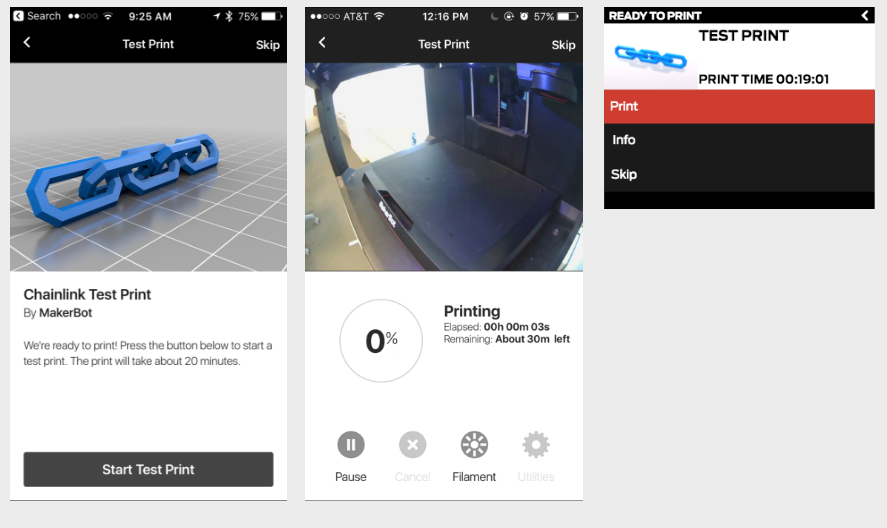 Search 9:25 AM 75%
Test Print Skip
Chainlink Test Print
By MakerBot
We're ready to print! Press the button below to start a
test print. The print will take about 20 minutes.
Start Test Print
AT&T 12:16 PM 57%
Test Print Skip
MakerBot
0%
Printing
Elapsed: 00h 00m 03s
Remaining: About 30m left
Pause Cancel Filament Utilities
READY TO PRINT
TEST PRINT
PRINT TIME 00:19:01
Print
Info
Skip